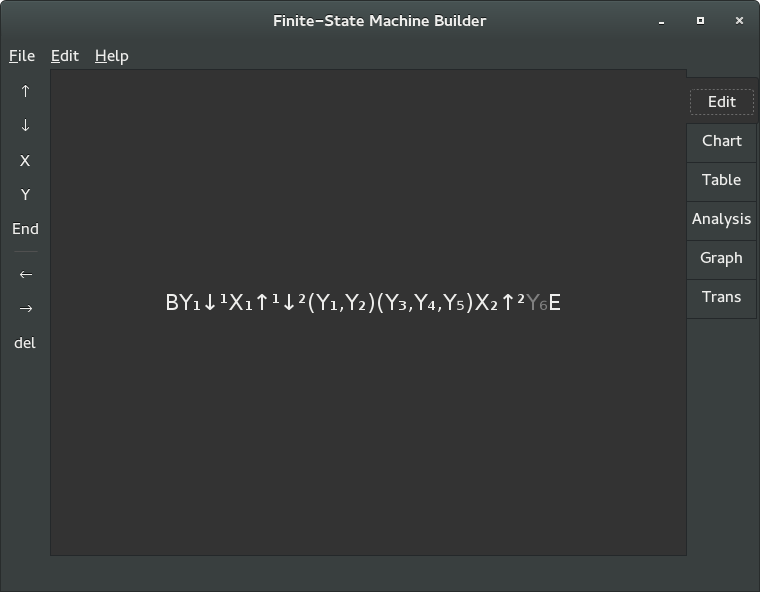 Finite-State Machine Builder
File Edit Help
↑
↓
X
Y
End
←
→
del
BY₁↓¹X₁↑¹↓²(Y₁,Y₂)(Y₃,Y₄,Y₅)X₂↑²Y₆E
Edit
Chart
Table
Analysis
Graph
Trans